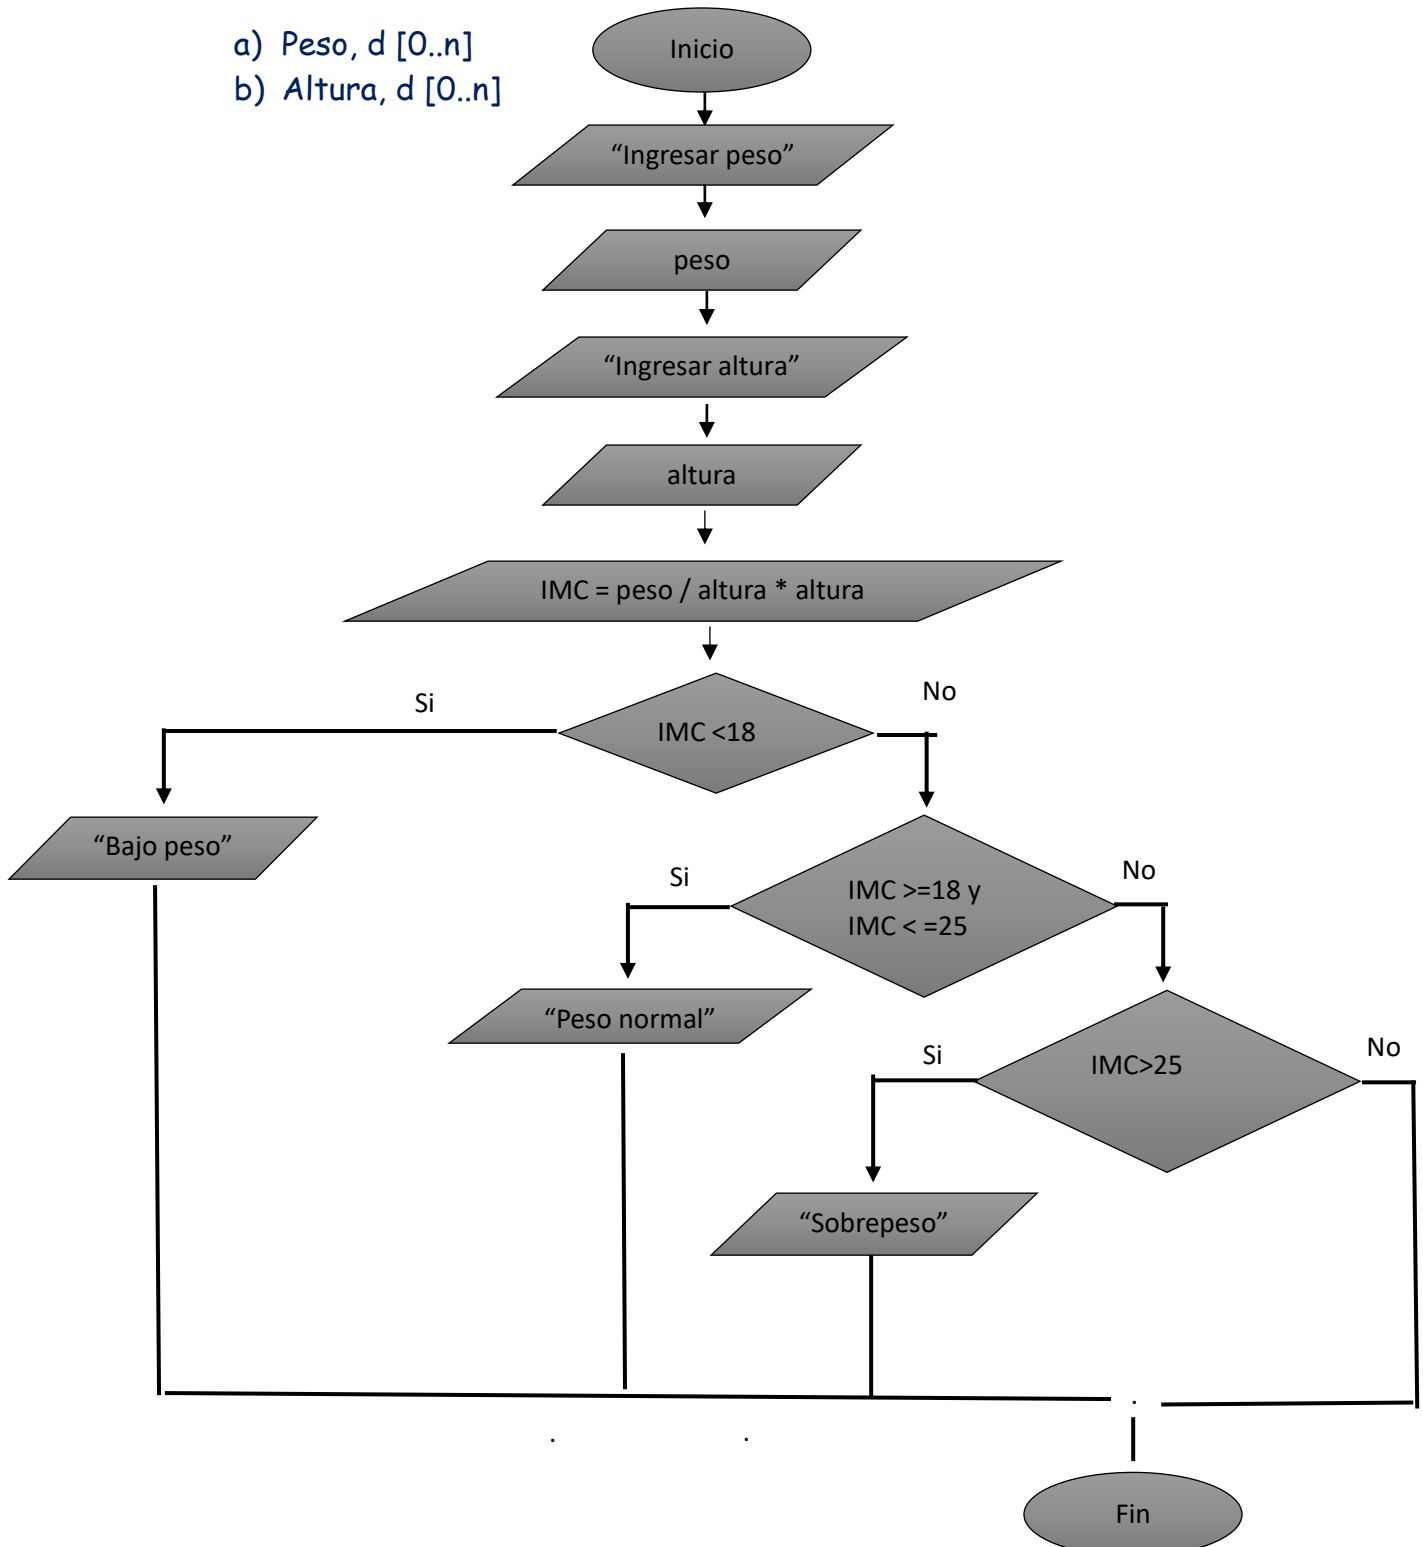 a) Peso, d [0..n]
b) Altura, d [0..n]
Inicio
“Ingresar peso”
peso
“Ingresar altura”
altura
IMC = peso / altura * altura
Si
No
IMC <18
“Bajo peso”
Si
No
IMC >=18 y
IMC < =25
“Peso normal”
Si
No
IMC>25
“Sobrepeso”
.
.
.
Fin